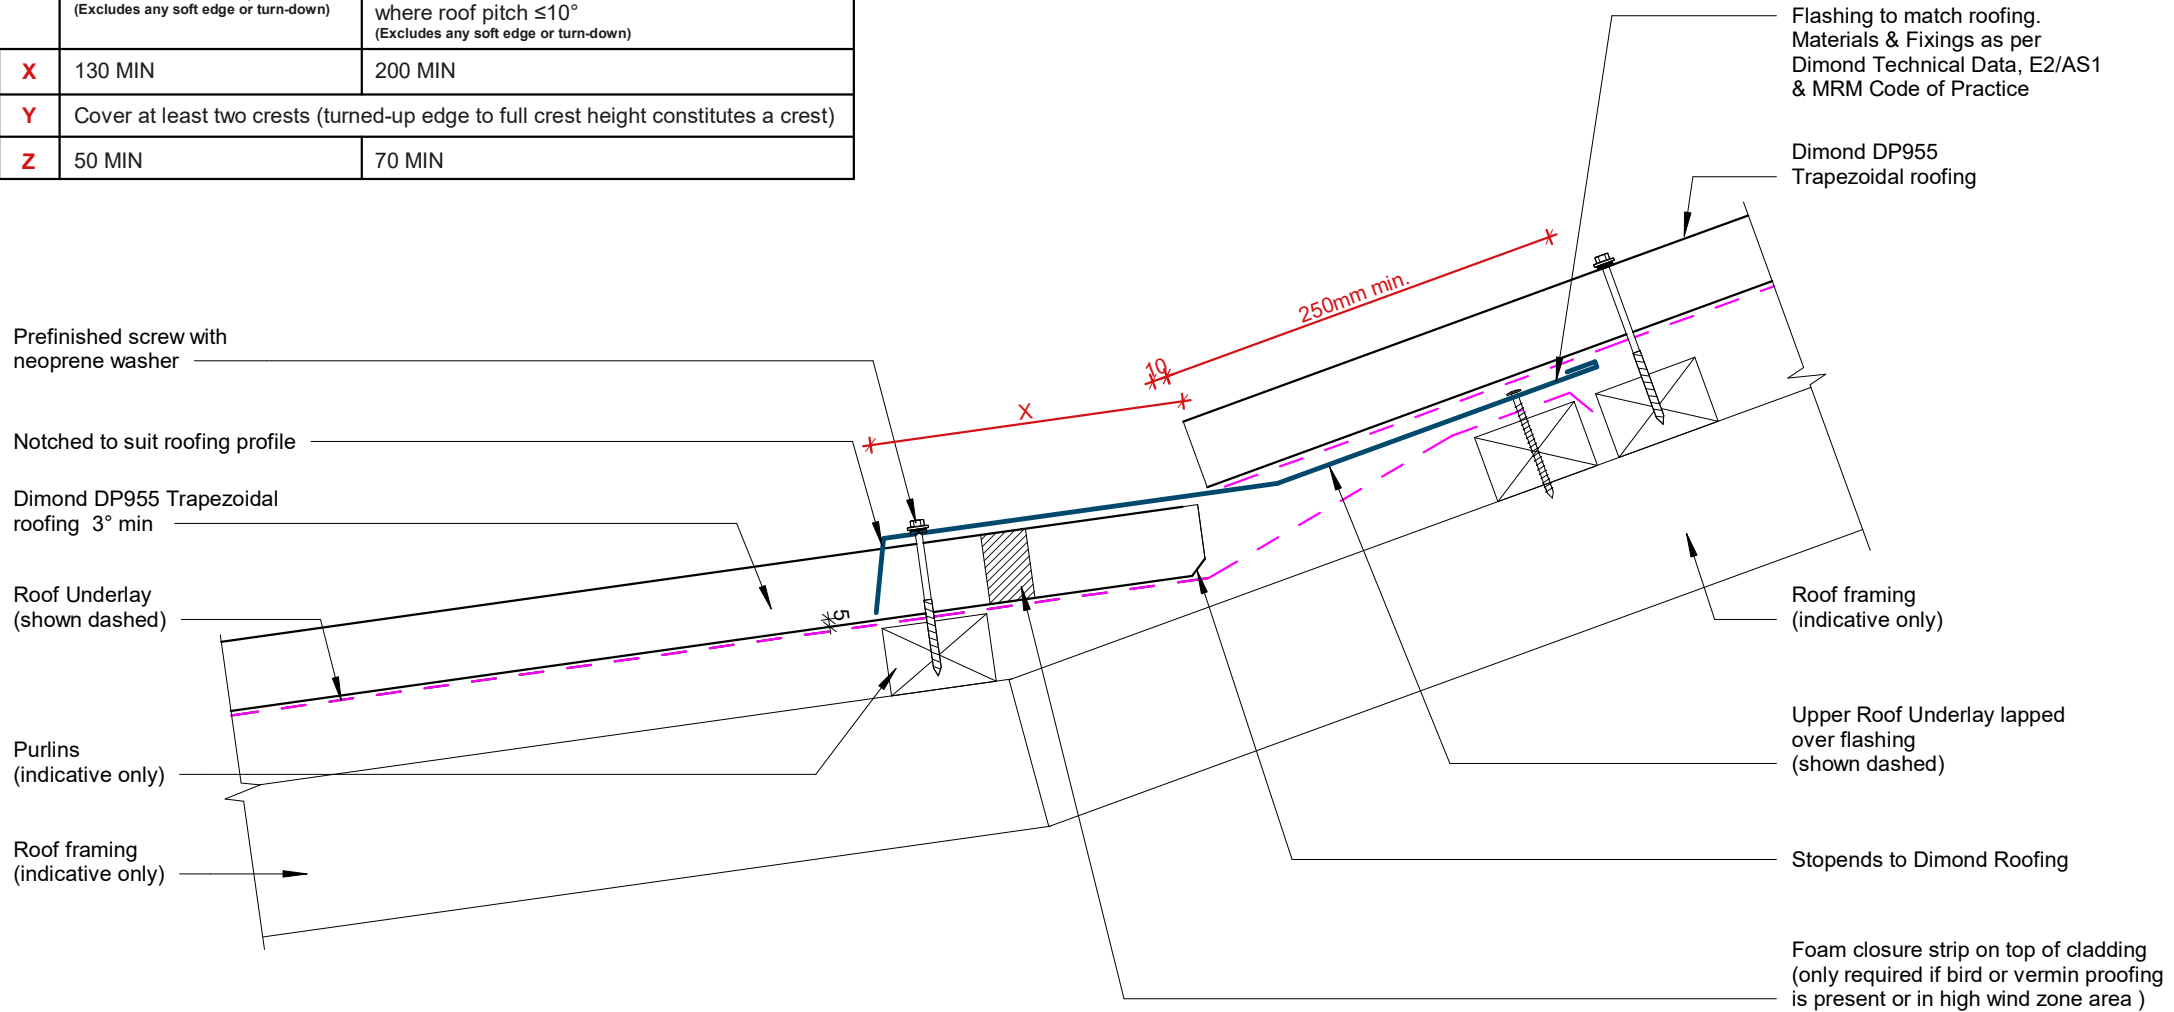 (Excludes any soft edge or turn-down)
where roof pitch ≤10°
(Excludes any soft edge or turn-down)
X 130 MIN 200 MIN
Y Cover at least two crests (turned-up edge to full crest height constitutes a crest)
Z 50 MIN 70 MIN
Flashing to match roofing.
Materials & Fixings as per
Dimond Technical Data, E2/AS1
& MRM Code of Practice
Dimond DP955
Trapezoidal roofing
250mm min.
10
X
Prefinished screw with
neoprene washer
Notched to suit roofing profile
Dimond DP955 Trapezoidal
roofing 3° min
Roof Underlay
(shown dashed)
5
Purlins
(indicative only)
Roof framing
(indicative only)
Roof framing
(indicative only)
Upper Roof Underlay lapped
over flashing
(shown dashed)
Stopends to Dimond Roofing
Foam closure strip on top of cladding
(only required if bird or vermin proofing
is present or in high wind zone area )